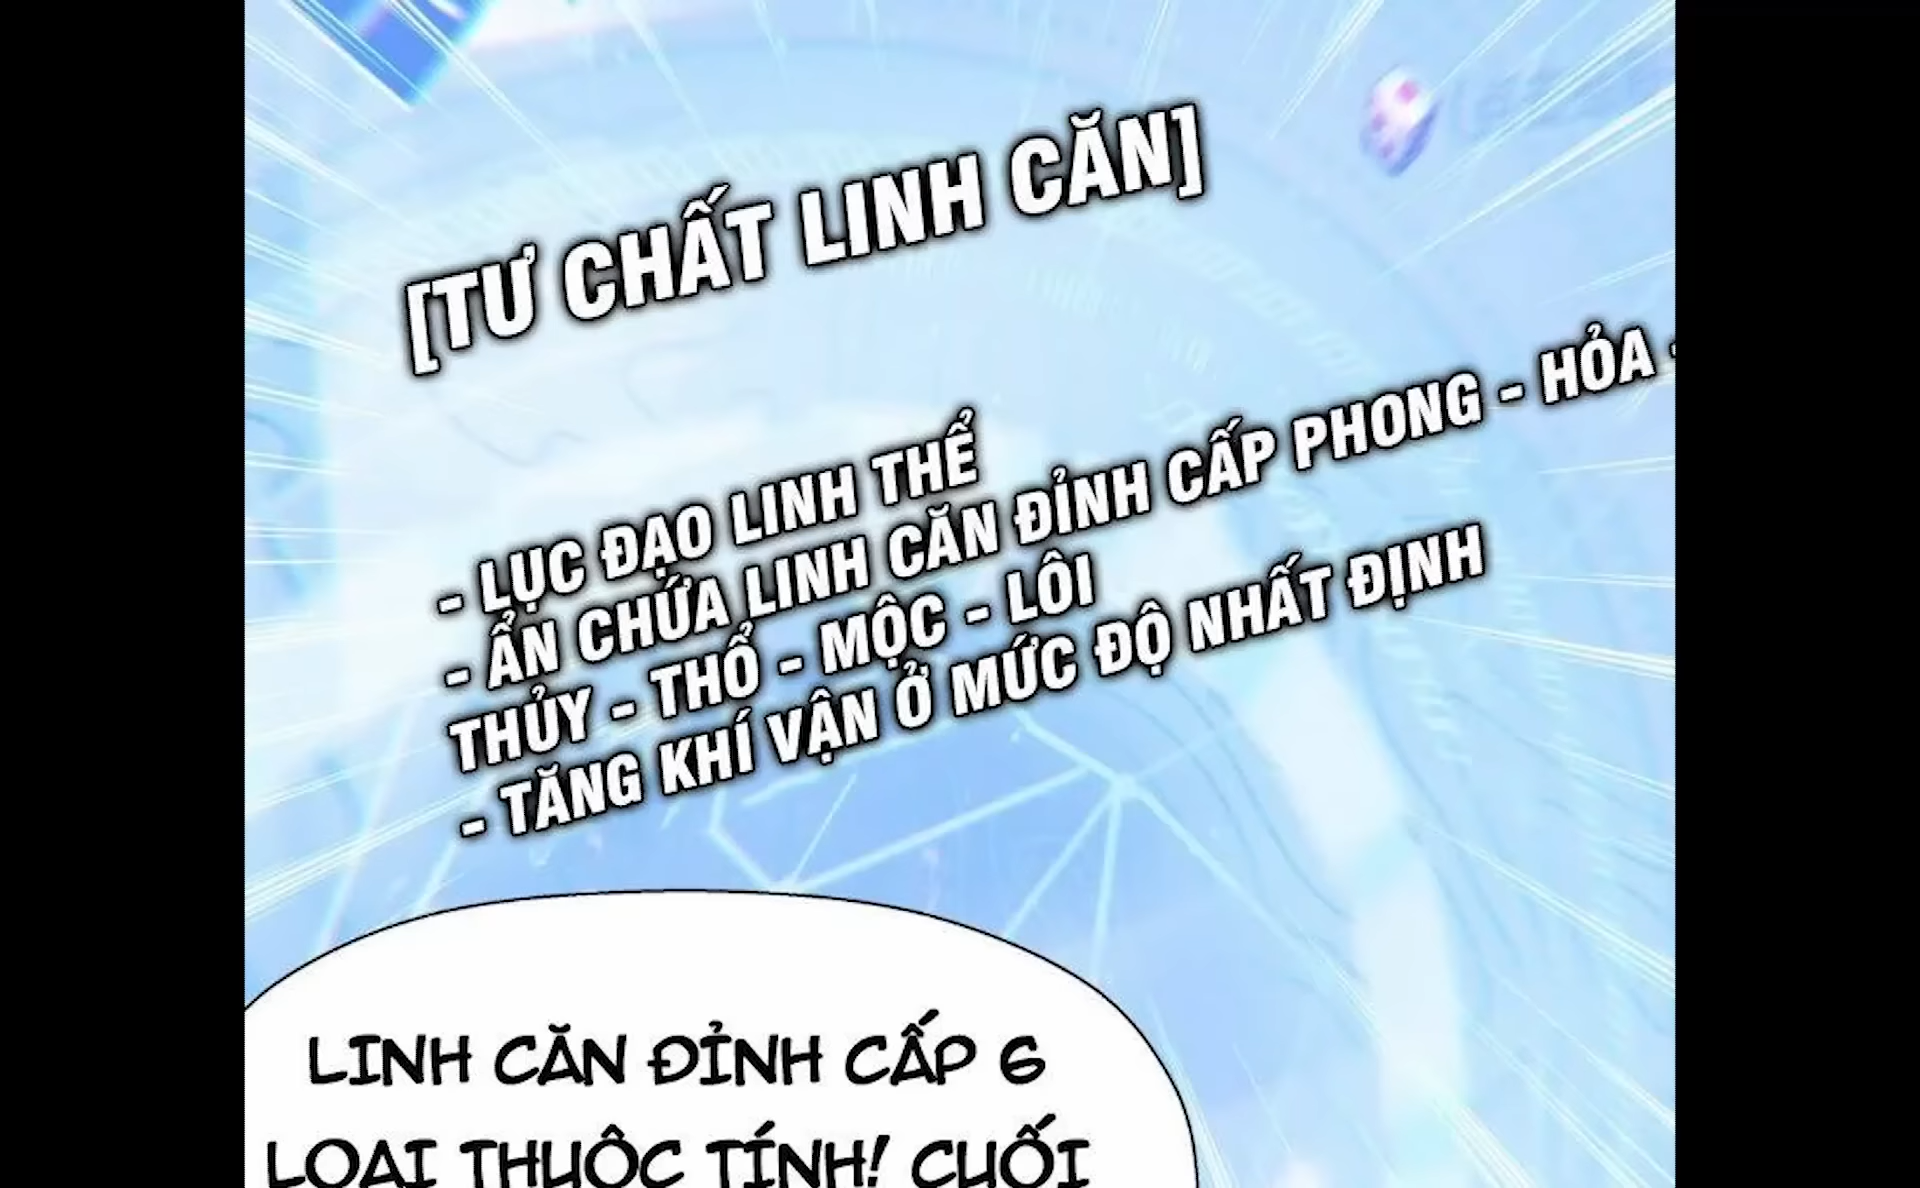 [TƯ CHẤT LINH CĂN]
- LỤC ĐẠO LINH THỂ
- ẨN CHỨA LINH CĂN ĐỈNH CẤP PHONG - HỎA -
THỦY - THỔ - MỘC - LÔI
- TĂNG KHÍ VẬN Ở MỨC ĐỘ NHẤT ĐỊNH
LINH CĂN ĐỈNH CẤP 6
LOẠI THUỘC TÍNH! CUỐI